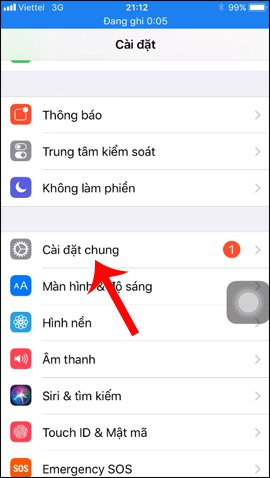 Viettel 3G 21:12 99%
Đang ghi 0:05
Cài đặt
Thông báo
Trung tâm kiểm soát
Không làm phiền
Cài đặt chung 1
AA Màn hình & độ sáng
Hình nền
Âm thanh
Siri & tìm kiếm
Touch ID & Mật mã
SOS Emergency SOS